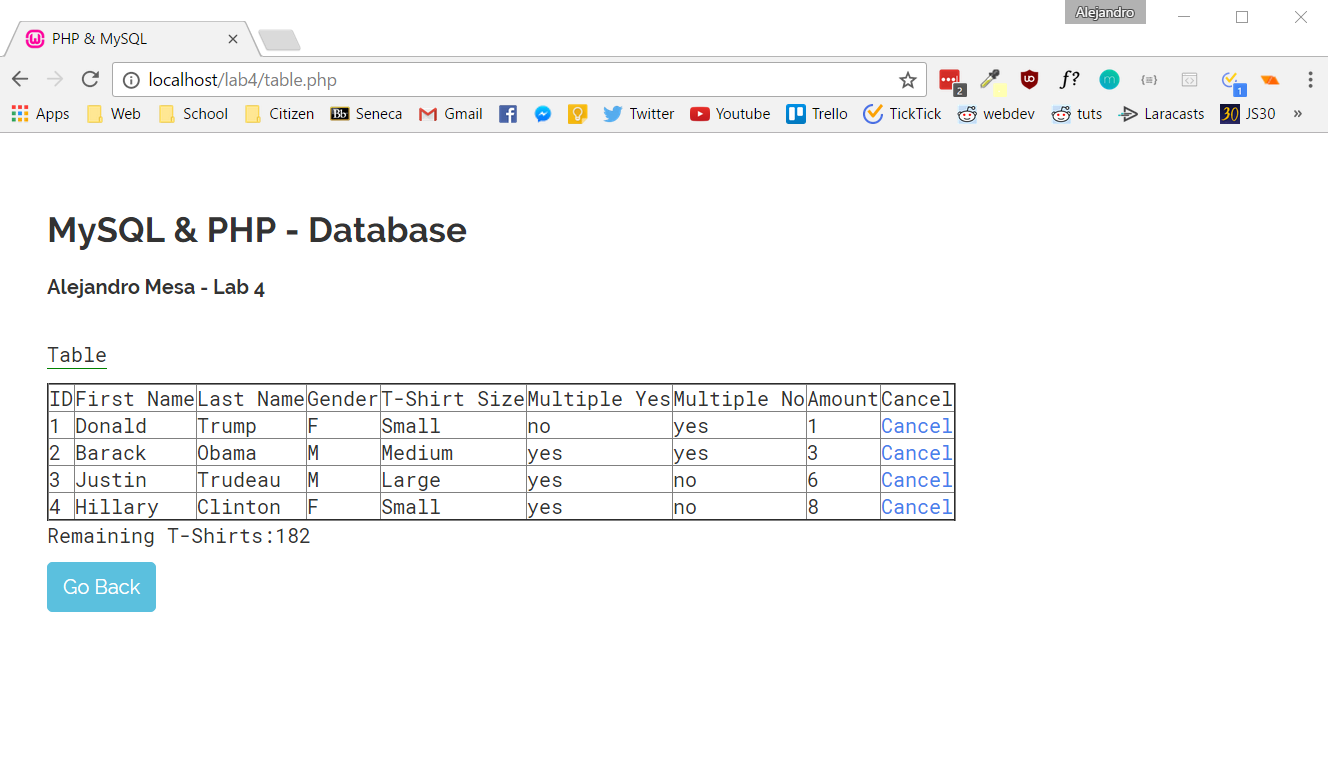 Alejandro
PHP & MySQL
localhost/lab4/table.php
2
f?
m
{≡}
1
Apps Web School Citizen Bb Seneca Gmail Twitter Youtube Trello TickTick webdev tuts Laracasts 30 JS30 »
MySQL & PHP - Database
Alejandro Mesa - Lab 4
Table
ID First Name Last Name Gender T-Shirt Size Multiple Yes Multiple No Amount Cancel
1 Donald Trump F Small no yes 1 Cancel
2 Barack Obama M Medium yes yes 3 Cancel
3 Justin Trudeau M Large yes no 6 Cancel
4 Hillary Clinton F Small yes no 8 Cancel
Remaining T-Shirts:182
Go Back